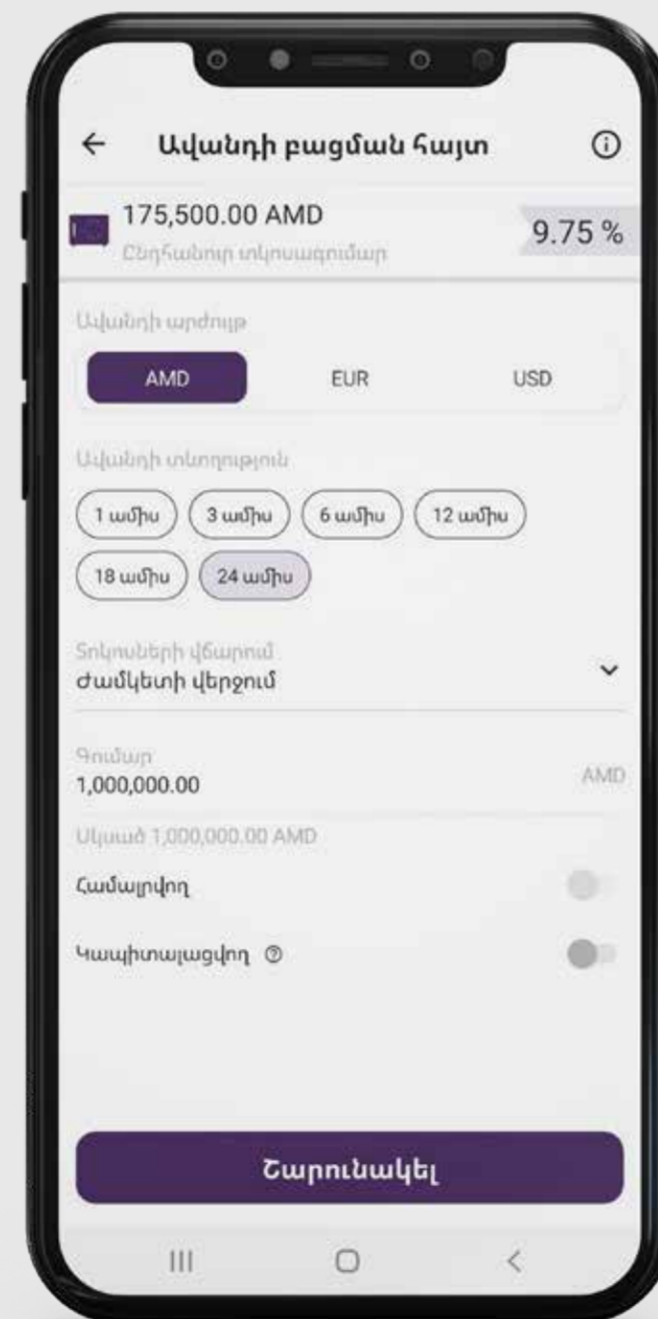 Ավանդի բացման հայտ
175,500.00 AMD
Ընդհանուր տկոսագումար
9.75 %
Ավանդի արժույթ
AMD EUR USD
Ավանդի տևողություն
1 ամիս 3 ամիս 6 ամիս 12 ամիս
18 ամիս 24 ամիս
Տոկոսների վճարում
Ժամկետի վերջում
Գումար
1,000,000.00 AMD
Սկսած 1,000,000.00 AMD
Համալրվող
Կապիտալացվող
Շարունակել